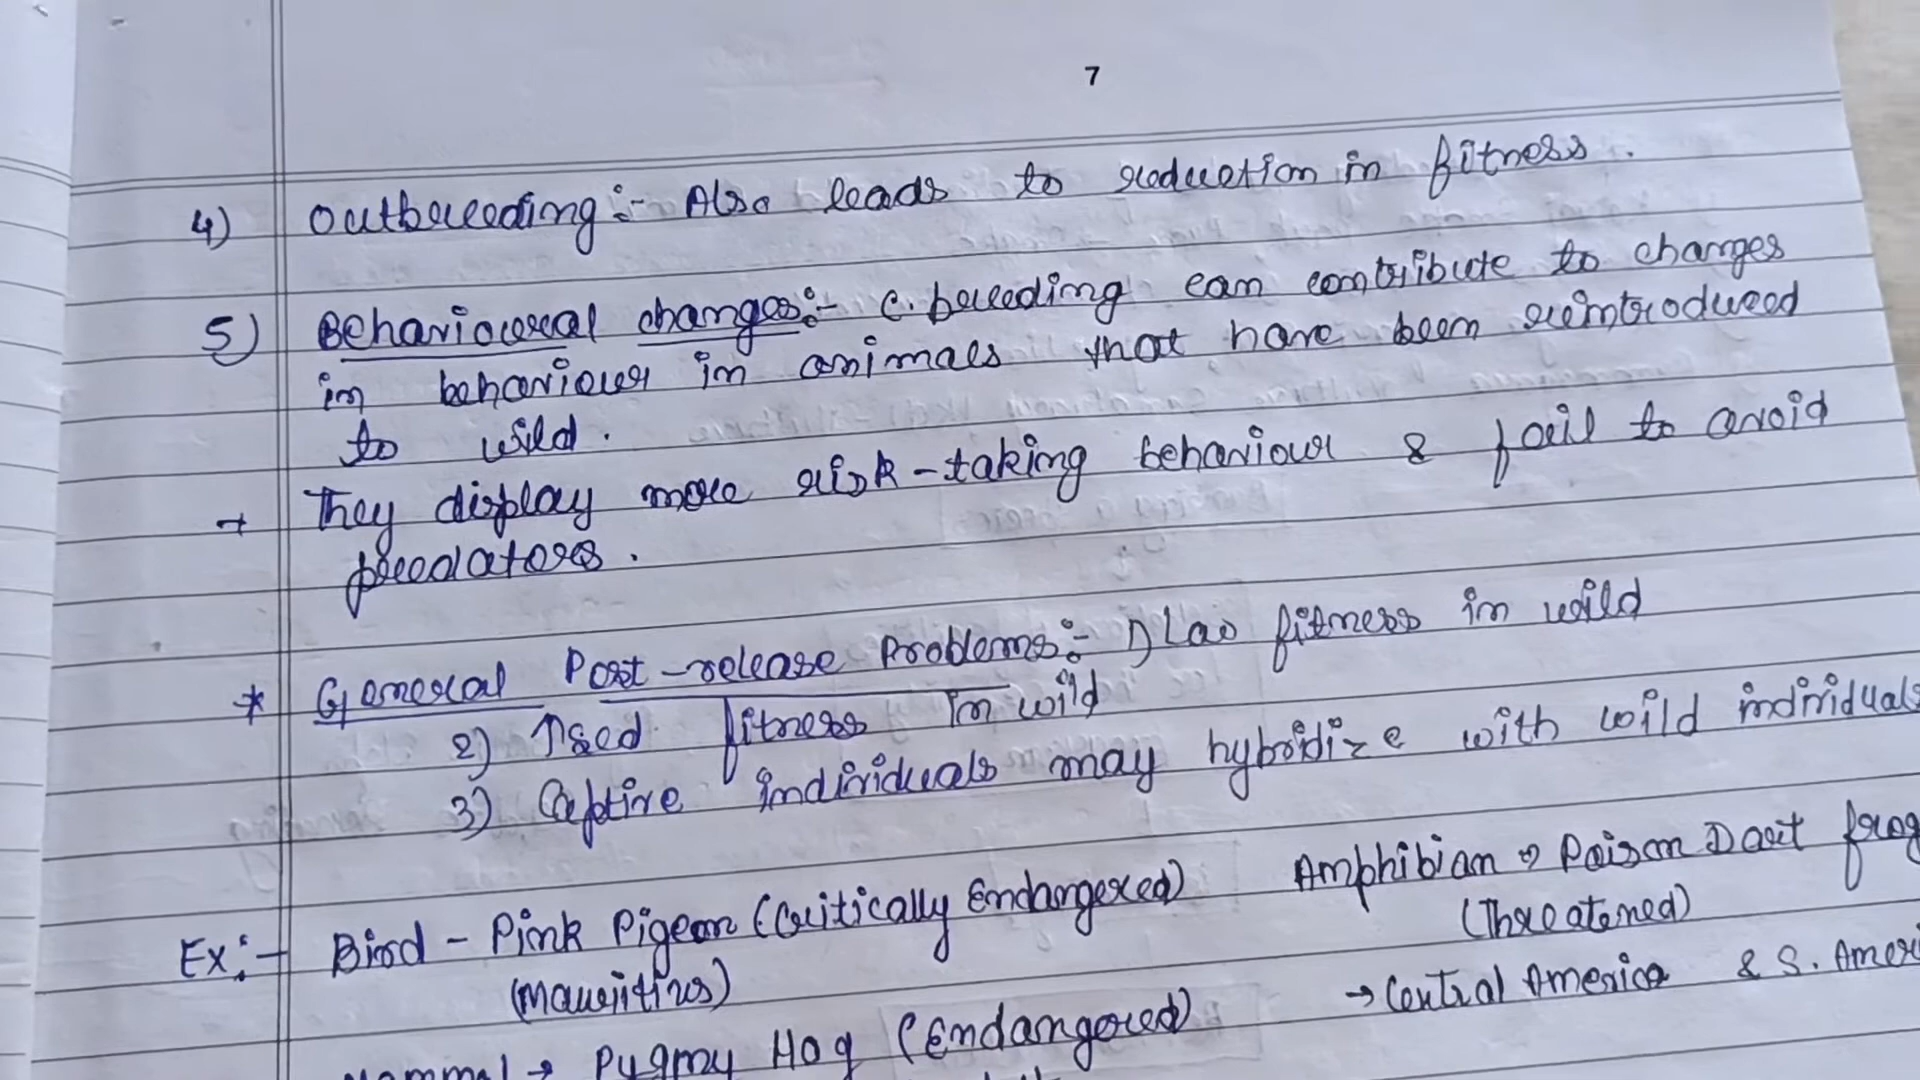 7
4) Outbreeding :- Also leads to reduction in fitness.
5) Behavioural changes :- C. breeding can contribute to changes
in behaviour in animals that have been reintroduced
to wild.
→ They display more risk-taking behaviour & fail to avoid
predators.
* General Post-release Problems :- 1) Low fitness in wild
2) ↑sed fitness in wild
3) Captive individuals may hybridize with wild individuals
Ex :- Bird - Pink Pigeon (Critically Endangered)
(Mauritius)
Amphibian → Poison Dart frog
(Threatened)
→ Central America & S. Ameri
Mammal → Pygmy Hog (Endangered)